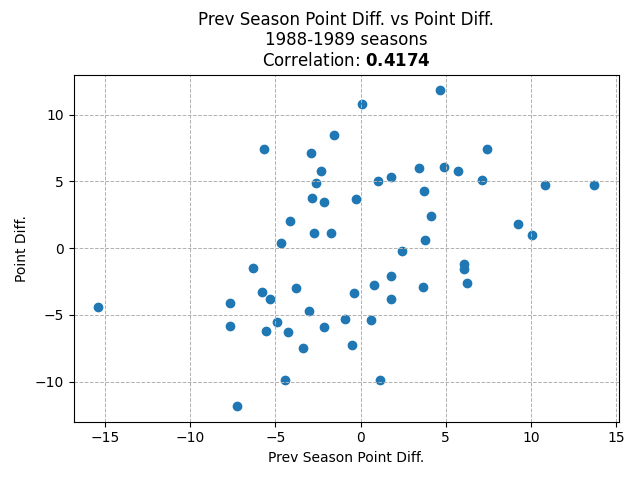 Prev Season Point Diff. vs Point Diff.
1988-1989 seasons
Correlation: 0.4174
10
5
0
−5
−10
Point Diff.
−15
−10
−5
0
5
10
15
Prev Season Point Diff.